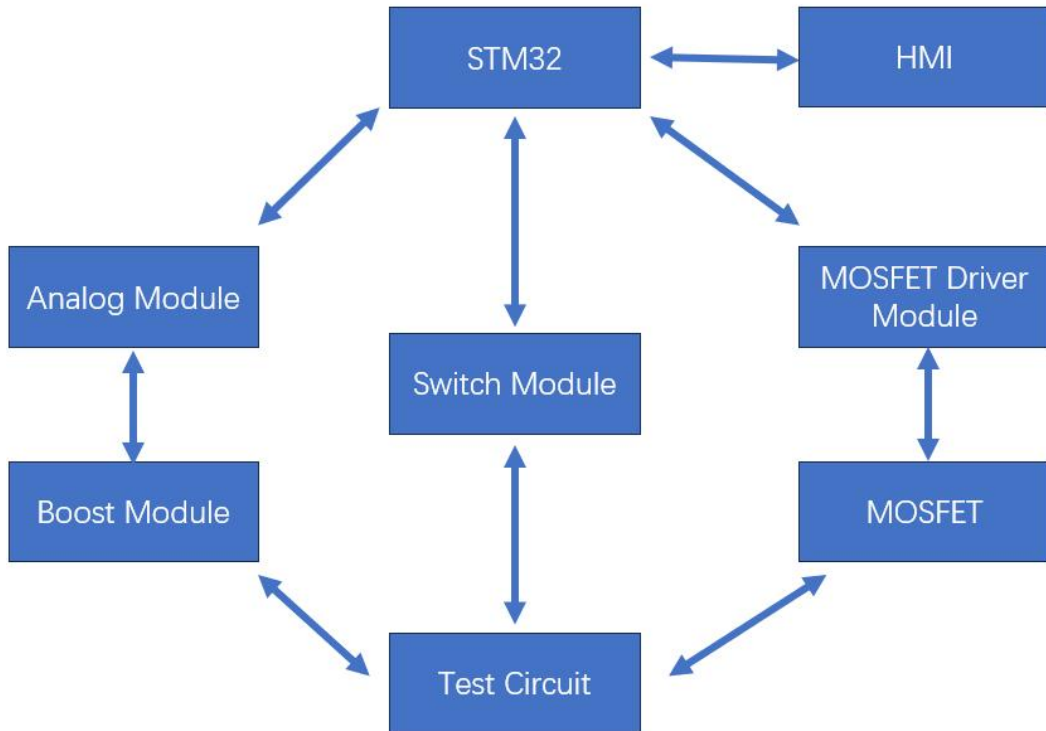 STM32
HMI
Analog Module
MOSFET Driver
Module
Switch Module
Boost Module
MOSFET
Test Circuit